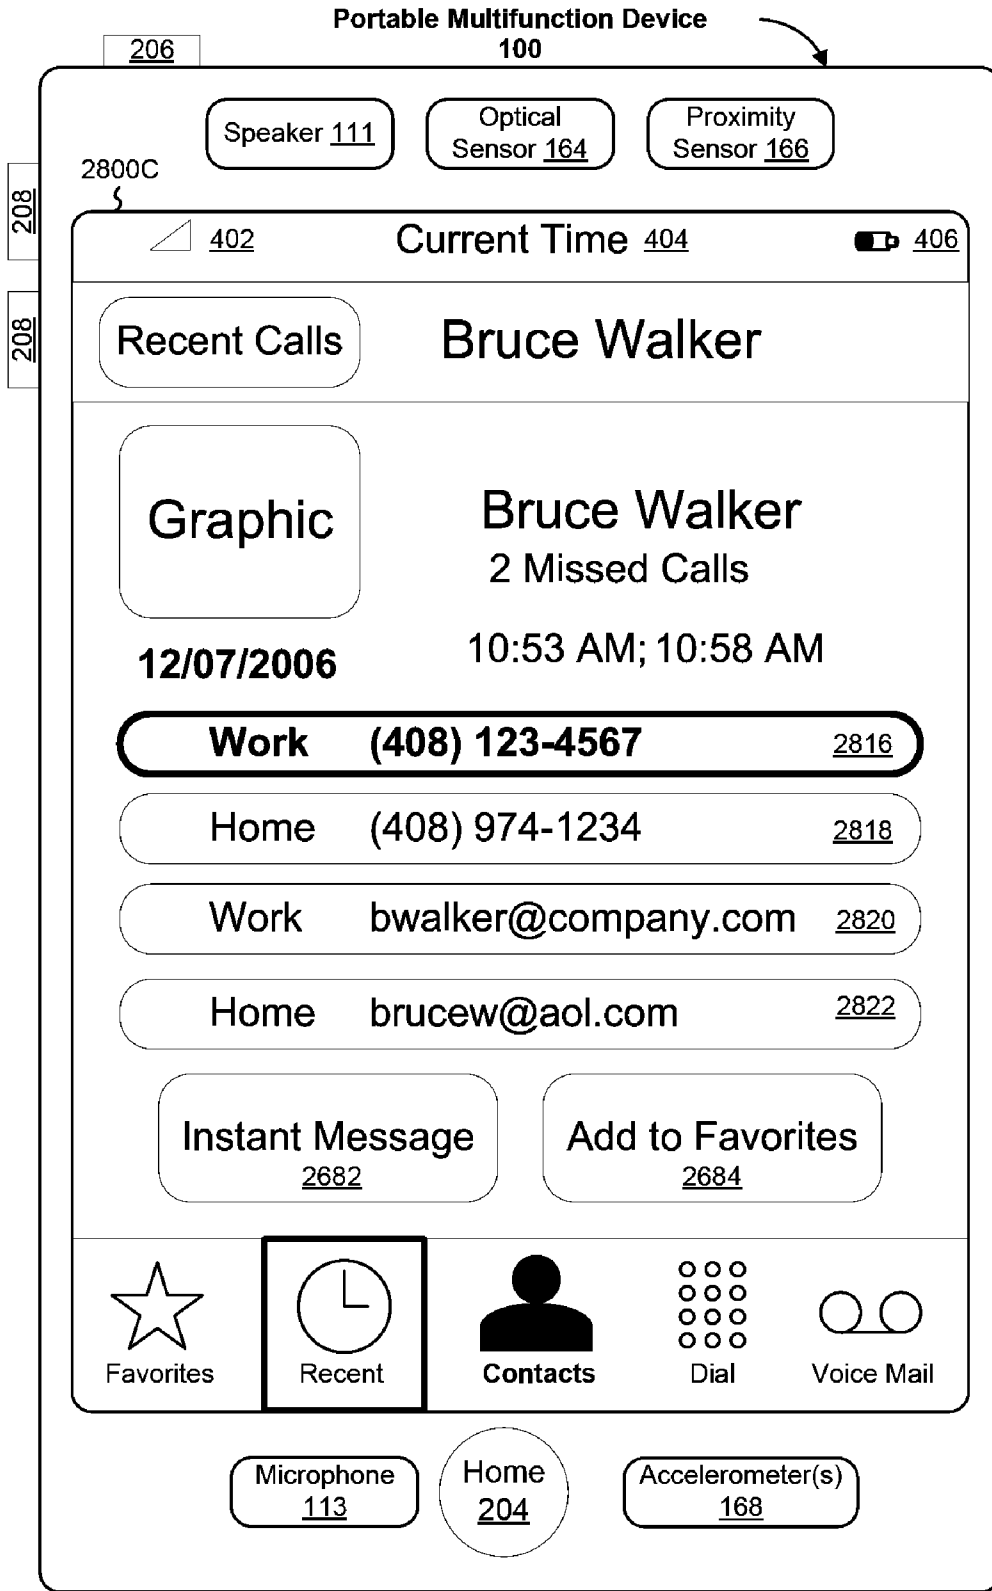 Portable Multifunction Device
100
206
Speaker 111
Optical
Sensor 164
Proximity
Sensor 166
2800C
208
208
402
Current Time 404
406
Recent Calls
Bruce Walker
Graphic
Bruce Walker
2 Missed Calls
12/07/2006
10:53 AM; 10:58 AM
Work (408) 123-4567 2816
Home (408) 974-1234 2818
Work bwalker@company.com 2820
Home brucew@aol.com 2822
Instant Message
2682
Add to Favorites
2684
Favorites
Recent
Contacts
Dial
Voice Mail
Microphone
113
Home
204
Accelerometer(s)
168